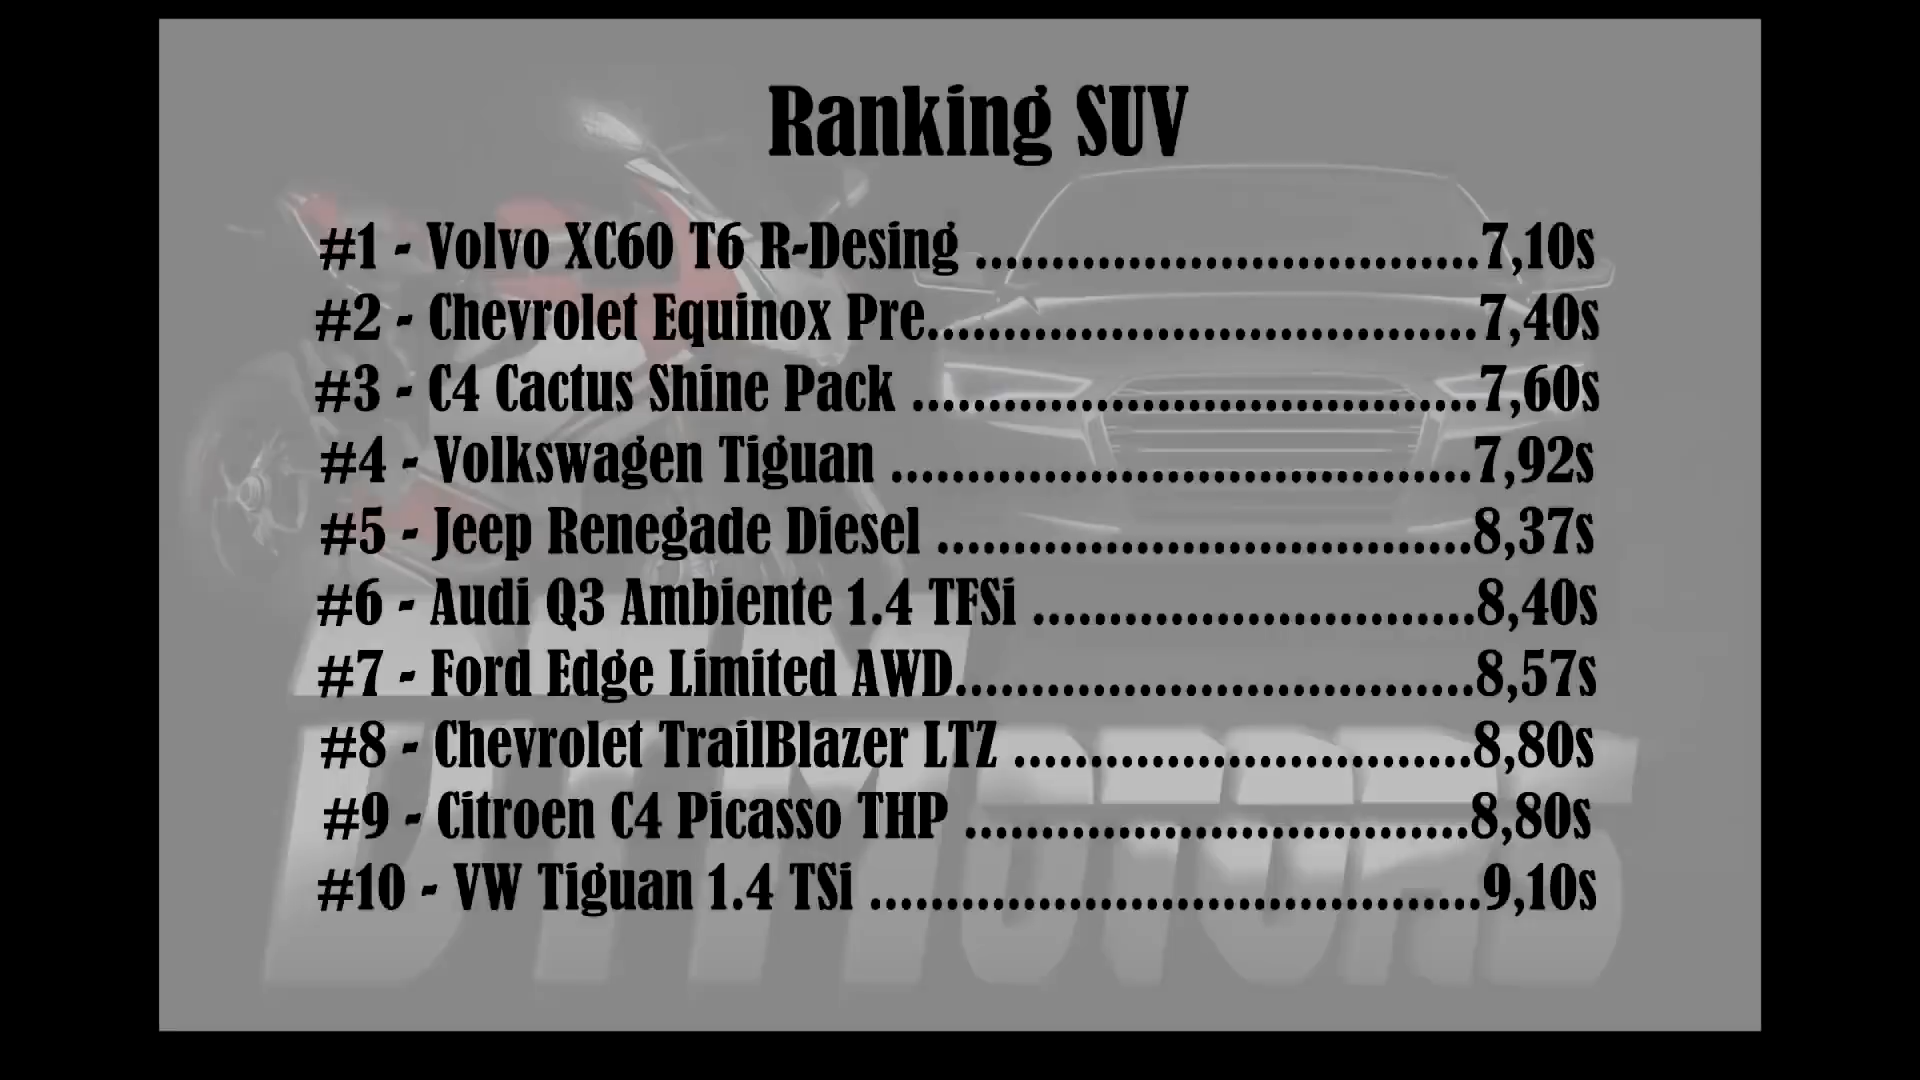 Ranking SUV
#1 - Volvo XC60 T6 R-Desing .................................7,10s
#2 - Chevrolet Equinox Pre....................................7,40s
#3 - C4 Cactus Shine Pack .....................................7,60s
#4 - Volkswagen Tiguan ......................................7,92s
#5 - Jeep Renegade Diesel ...................................8,37s
#6 - Audi Q3 Ambiente 1.4 TFSi .............................8,40s
#7 - Ford Edge Limited AWD..................................8,57s
#8 - Chevrolet TrailBlazer LTZ ..............................8,80s
#9 - Citroen C4 Picasso THP .................................8,80s
#10 - VW Tiguan 1.4 TSi ........................................9,10s